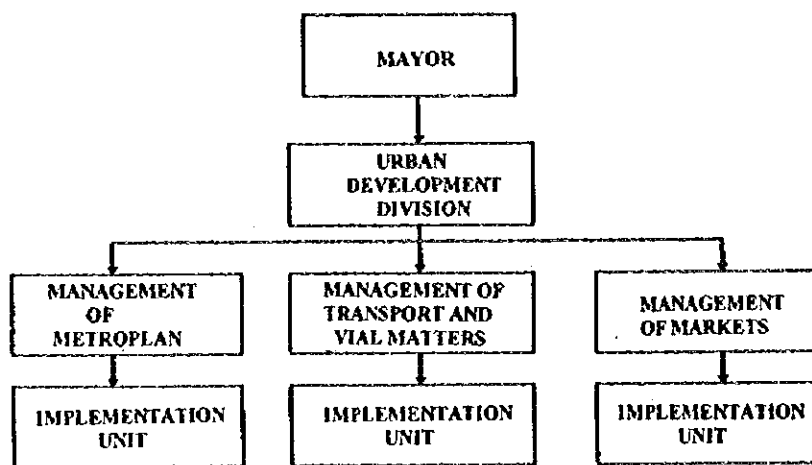 MAYOR
URBAN
DEVELOPMENT
DIVISION
MANAGEMENT
OF
METROPLAN
MANAGEMENT OF
TRANSPORT AND
VIAL MATTERS
MANAGEMENT
OF MARKETS
IMPLEMENTATION
UNIT
IMPLEMENTATION
UNIT
IMPLEMENTATION
UNIT